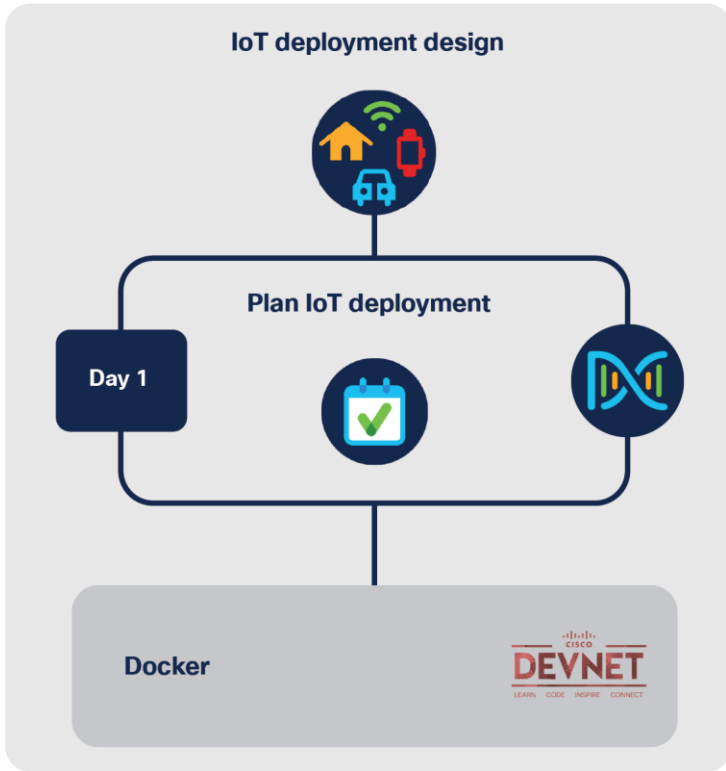 IoT deployment design
Plan IoT deployment
Day 1
Docker
CISCO
DEVNET
LEARN CODE INSPIRE CONNECT